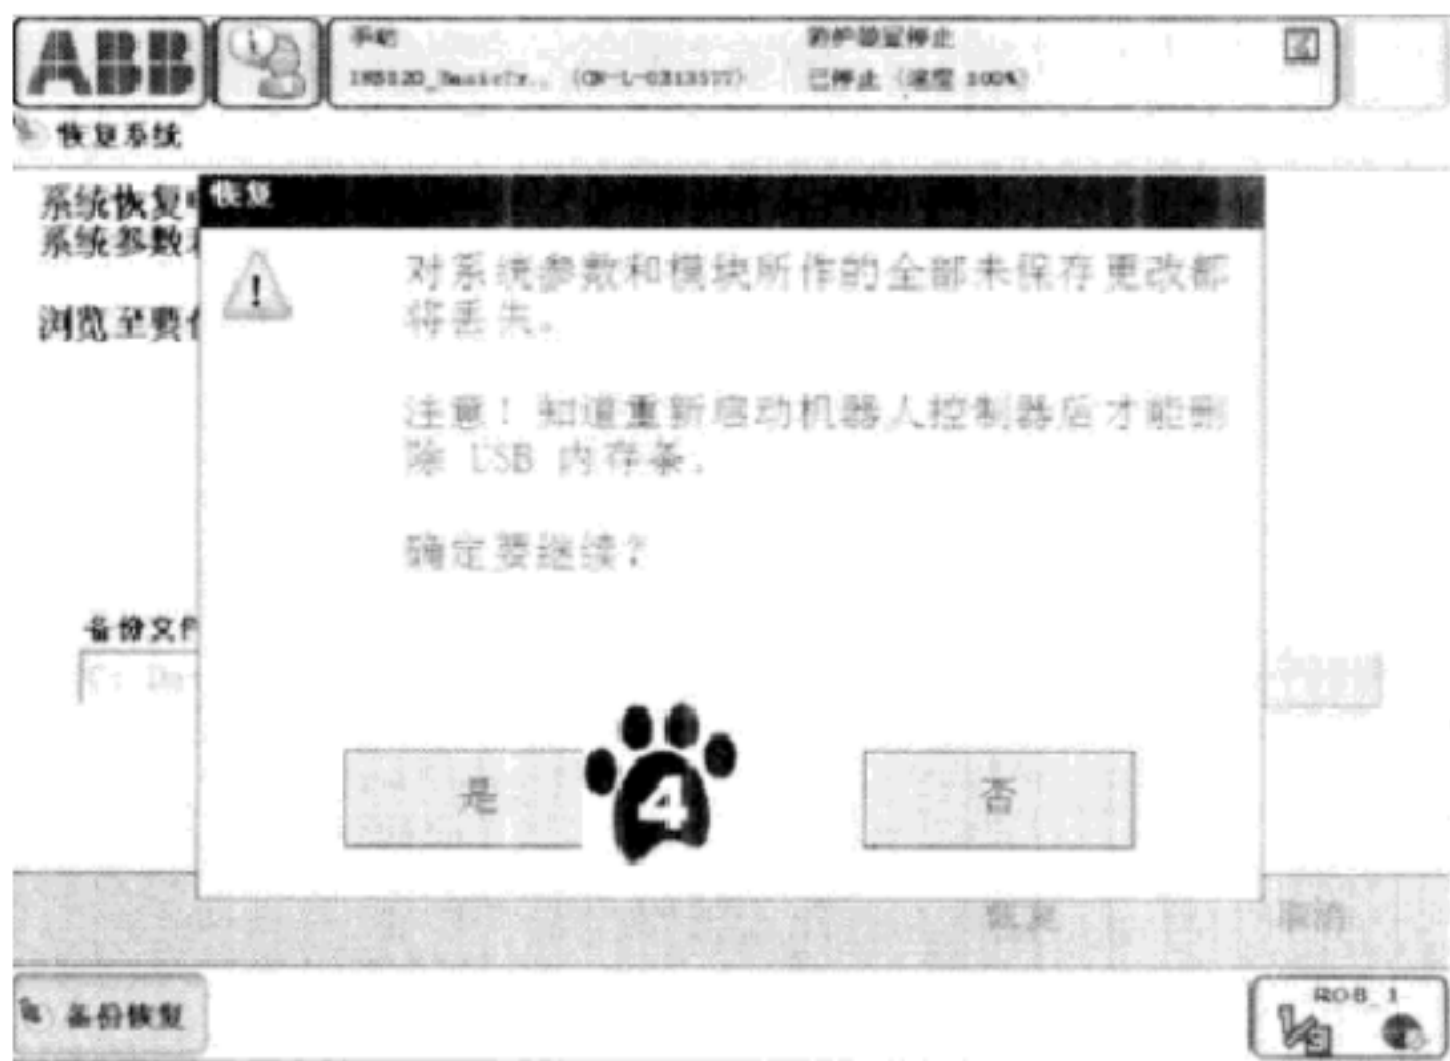 ABB
手动
防护装置停止
已停止 (速度 100%)
恢复系统
系统恢复
系统参数
浏览至要
恢复
对系统参数和模块所作的全部未保存更改都
将丢失。
注意! 知道重新启动机器人控制器后才能删
除 USB 内存条.
确定要继续?
备份文件
是
4
否
恢复
取消
备份恢复
ROB_1